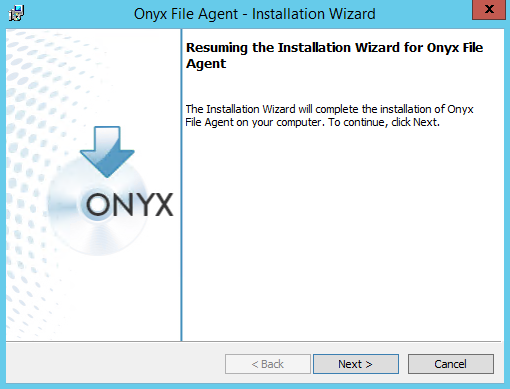 Onyx File Agent - Installation Wizard
x
Resuming the Installation Wizard for Onyx File
Agent
The Installation Wizard will complete the installation of Onyx
File Agent on your computer. To continue, click Next.
ONYX
< Back
Next >
Cancel